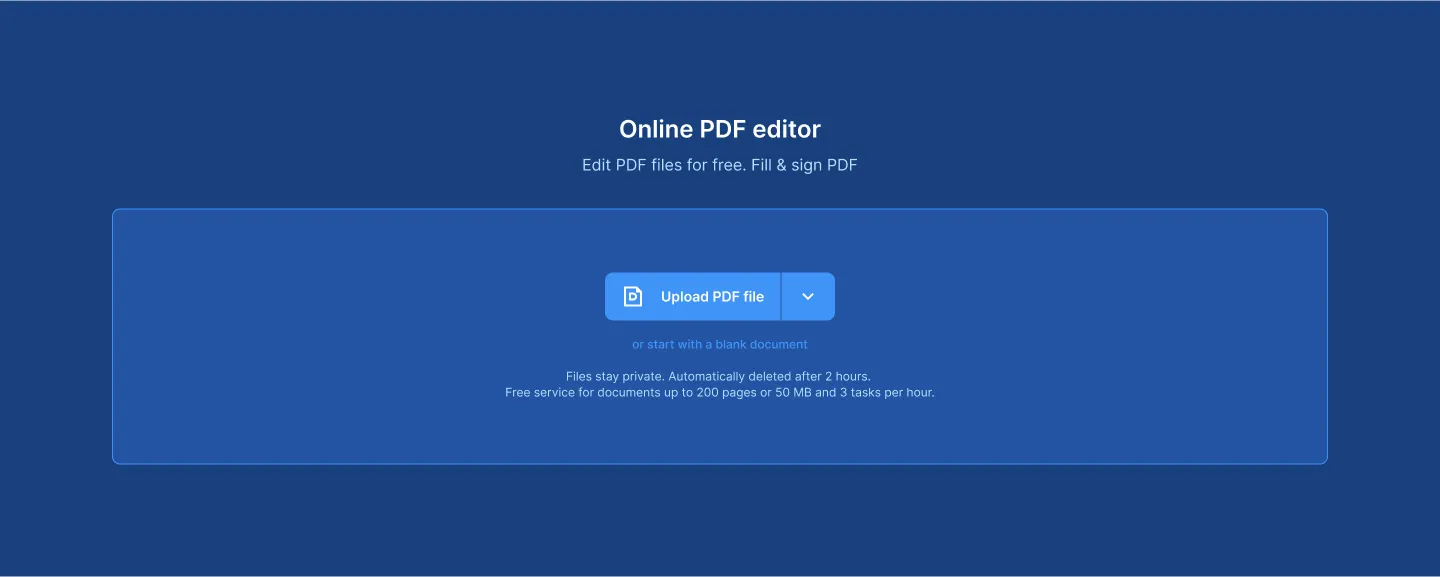 Online PDF editor
Edit PDF files for free. Fill & sign PDF
Upload PDF file
or start with a blank document
Files stay private. Automatically deleted after 2 hours.
Free service for documents up to 200 pages or 50 MB and 3 tasks per hour.